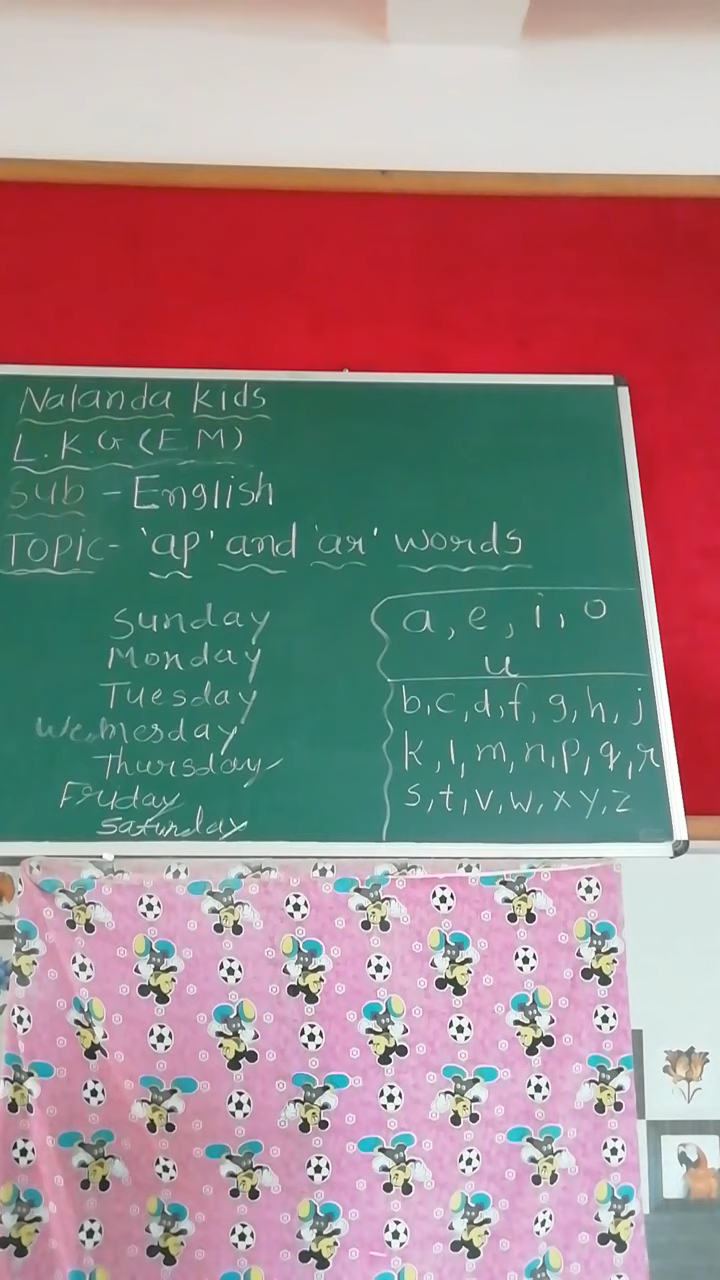 Nalanda kids
L.K.G (E M)
Sub - English
Topic- 'ap' and 'ar' words
Sunday
Monday
Tuesday
Wednesday
Thursday
Friday
Saturday
a, e, i, o
u
b, c, d, f, g, h, j
k, l, m, n, p, q, r
s, t, v, w, x y, z